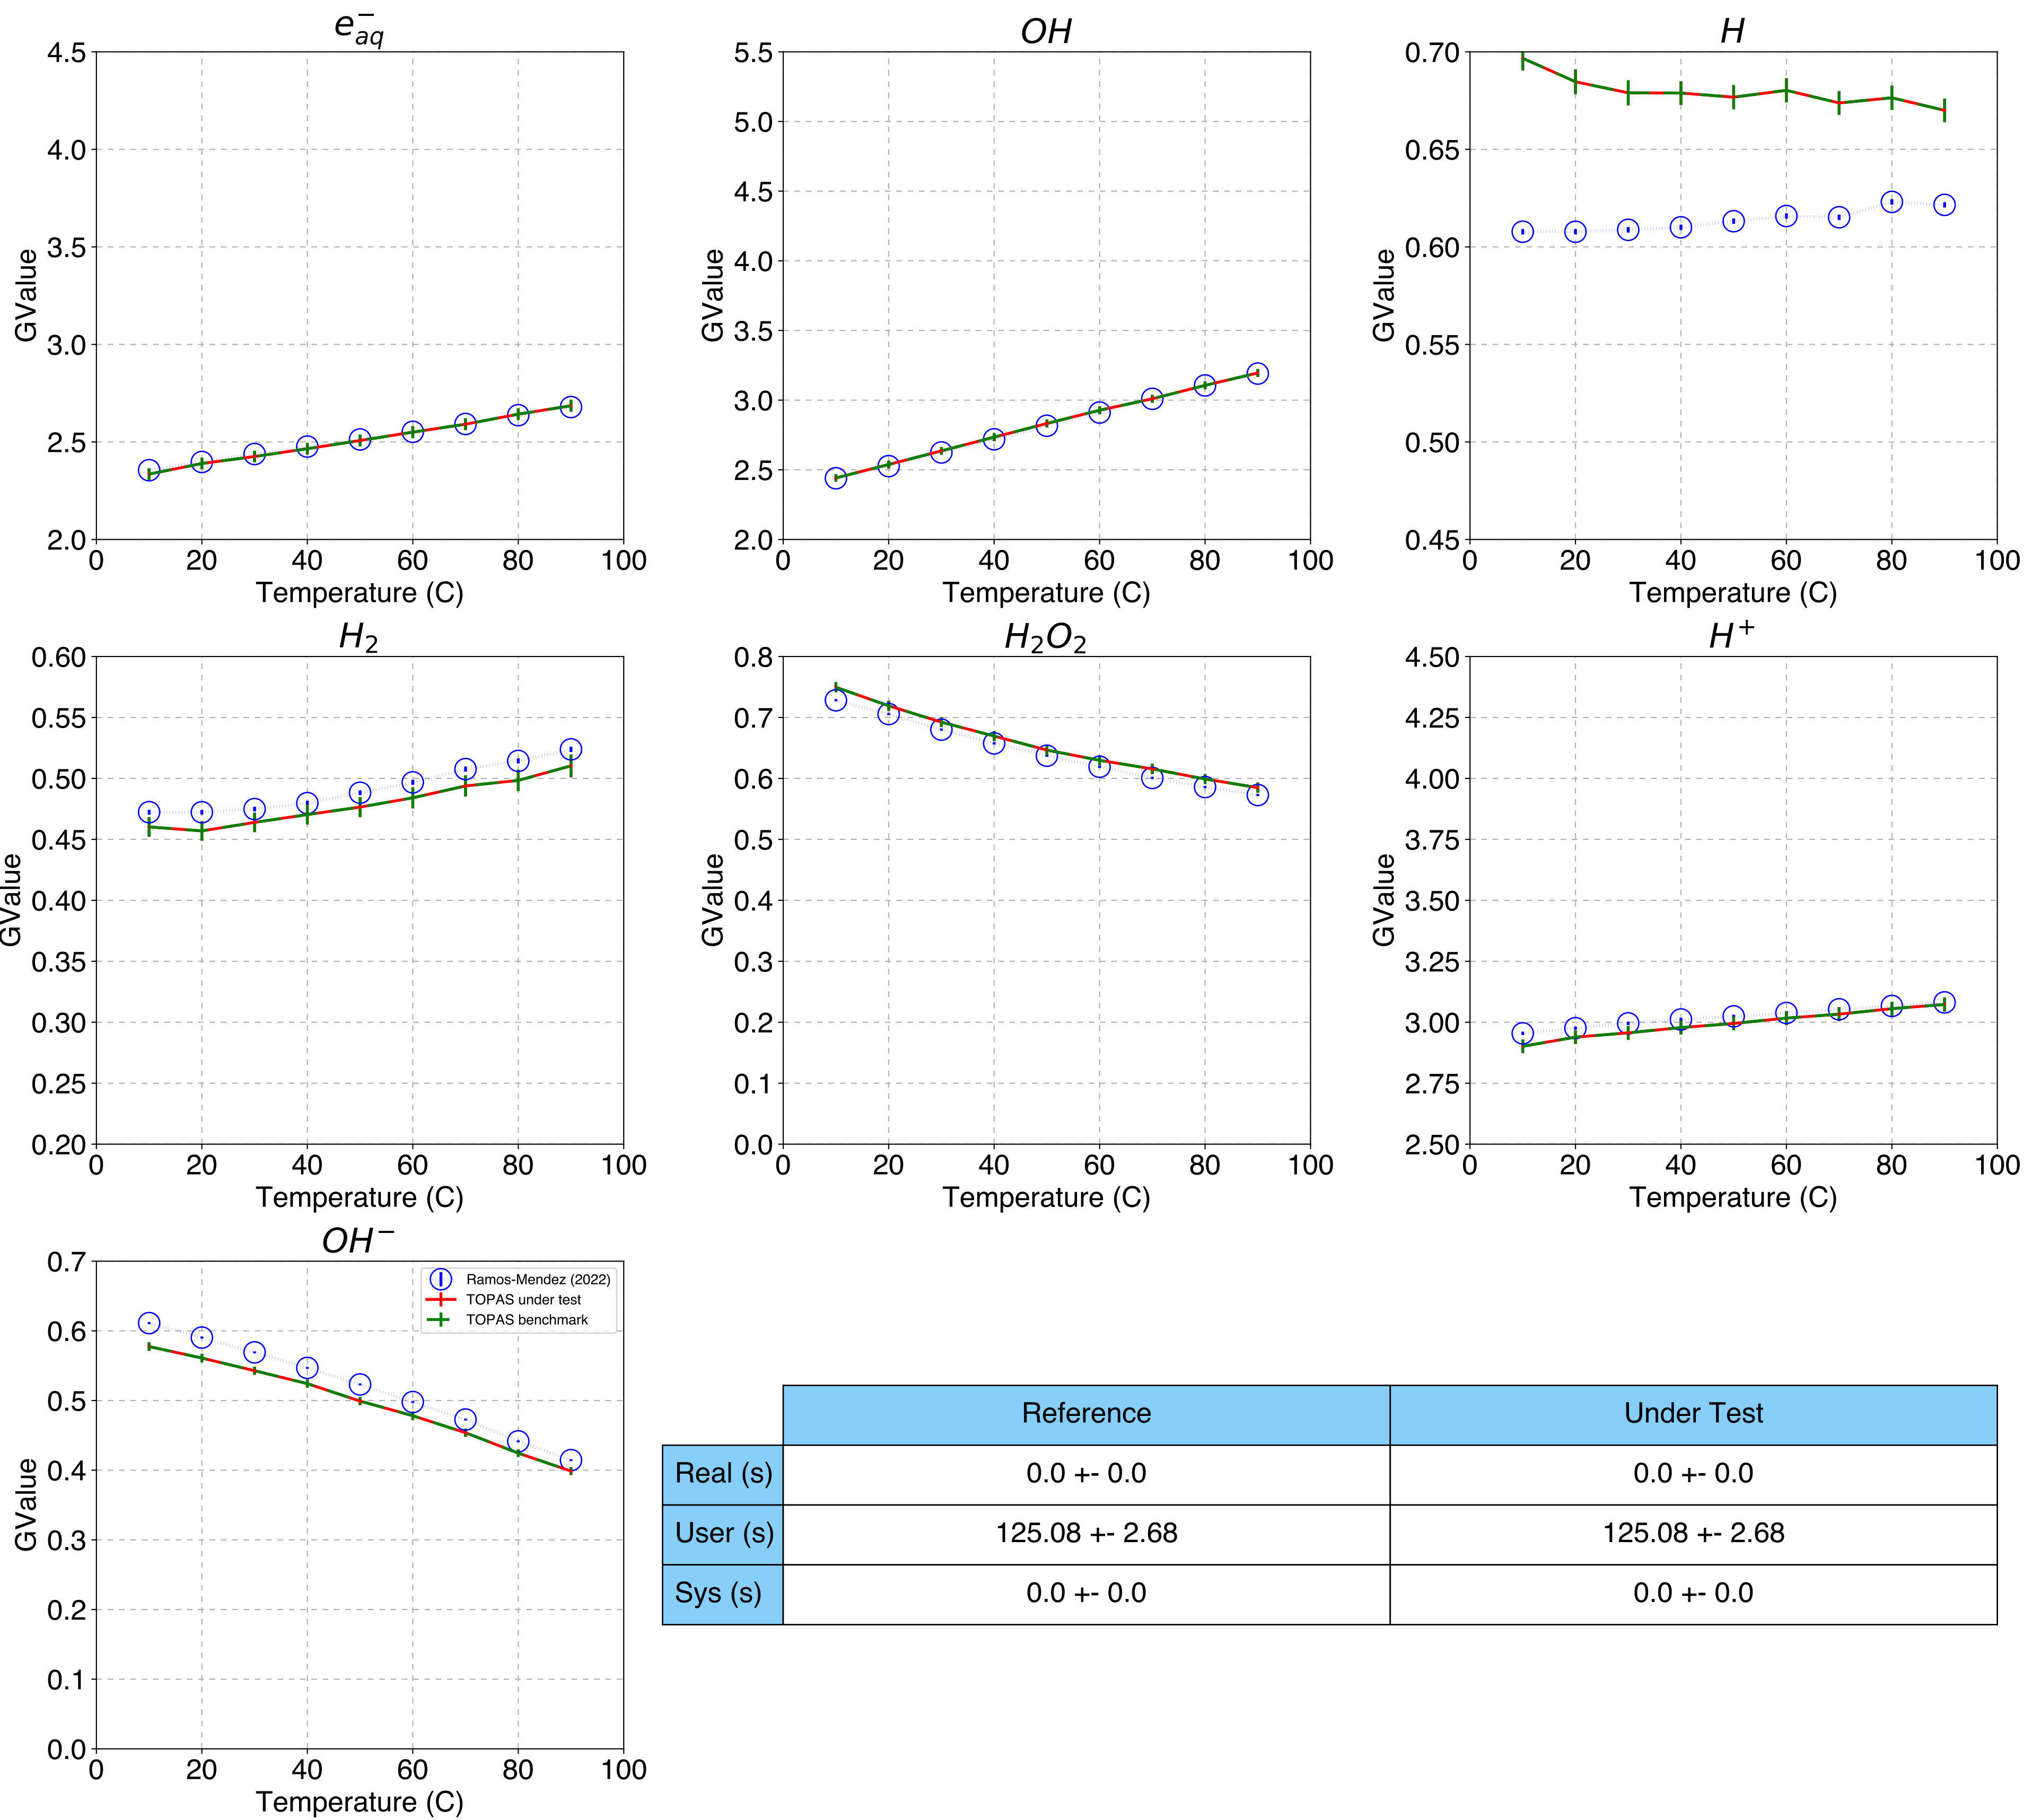 e⁻aq
4.5
4.0
3.5
3.0
2.5
2.0
GValue
0 20 40 60 80 100
Temperature (C)
OH
5.5
5.0
4.5
4.0
3.5
3.0
2.5
2.0
GValue
0 20 40 60 80 100
Temperature (C)
H
0.70
0.65
0.60
0.55
0.50
0.45
GValue
0 20 40 60 80 100
Temperature (C)
H₂
0.60
0.55
0.50
0.45
0.40
0.35
0.30
0.25
0.20
GValue
0 20 40 60 80 100
Temperature (C)
H₂O₂
0.8
0.7
0.6
0.5
0.4
0.3
0.2
0.1
0.0
GValue
0 20 40 60 80 100
Temperature (C)
H⁺
4.50
4.25
4.00
3.75
3.50
3.25
3.00
2.75
2.50
GValue
0 20 40 60 80 100
Temperature (C)
OH⁻
0.7
0.6
0.5
0.4
0.3
0.2
0.1
0.0
GValue
0 20 40 60 80 100
Temperature (C)
Ramos-Mendez (2022)
TOPAS under test
TOPAS benchmark
Reference Under Test
Real (s) 0.0 +- 0.0 0.0 +- 0.0
User (s) 125.08 +- 2.68 125.08 +- 2.68
Sys (s) 0.0 +- 0.0 0.0 +- 0.0